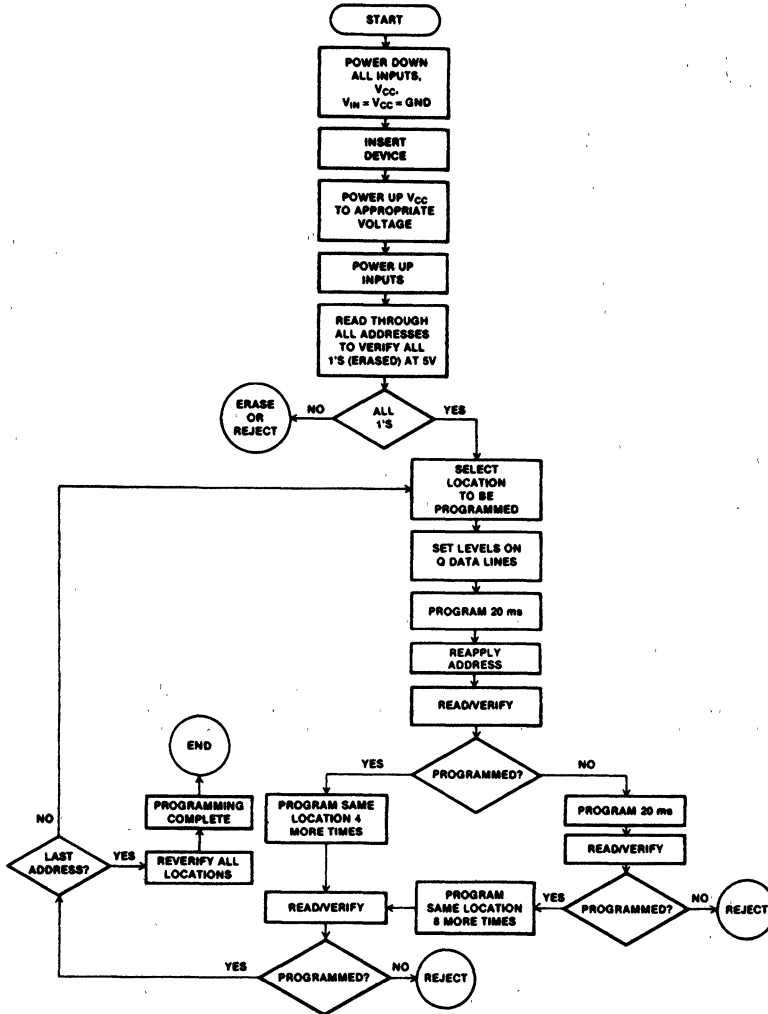 START
POWER DOWN
ALL INPUTS,
VCC,
VIN = VCC = GND
INSERT
DEVICE
POWER UP VCC
TO APPROPRIATE
VOLTAGE
POWER UP
INPUTS
READ THROUGH
ALL ADDRESSES
TO VERIFY ALL
1'S (ERASED) AT 5V
ERASE
OR
REJECT
NO
ALL
1'S
YES
SELECT
LOCATION
TO BE
PROGRAMMED
SET LEVELS ON
Q DATA LINES
PROGRAM 20 ms
REAPPLY
ADDRESS
READ/VERIFY
PROGRAMMED?
YES
NO
PROGRAM SAME
LOCATION 4
MORE TIMES
PROGRAM 20 ms
READ/VERIFY
PROGRAMMED?
NO
REJECT
YES
PROGRAM
SAME LOCATION
8 MORE TIMES
READ/VERIFY
PROGRAMMED?
NO
REJECT
YES
LAST
ADDRESS?
NO
YES
REVERIFY ALL
LOCATIONS
PROGRAMMING
COMPLETE
END